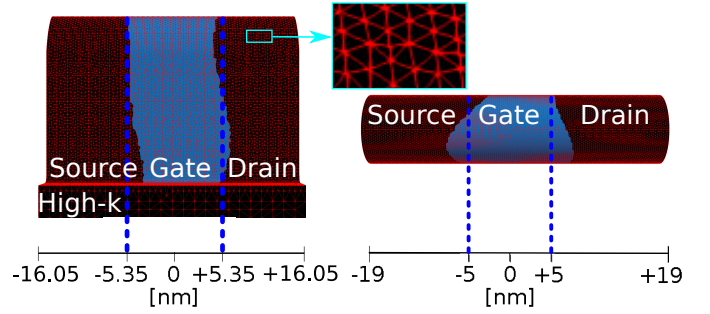 Source Gate Drain
High-k
-16.05 -5.35 0 +5.35 +16.05
[nm]
Source Gate Drain
-19 -5 0 +5 +19
[nm]